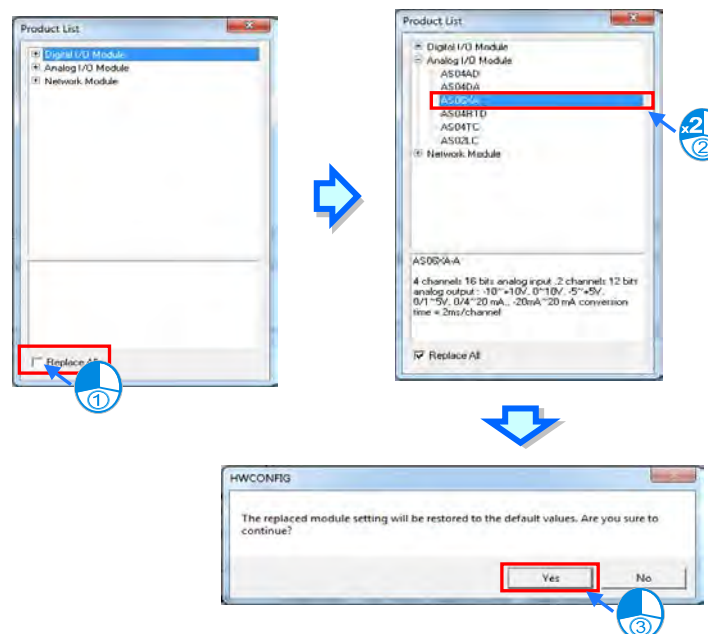 Product List
Digital I/O Module
Analog I/O Module
Network Module
Replace All
①
Product List
Digital I/O Module
Analog I/O Module
AS04AD
AS04DA
AS06XA
AS04RTD
AS04TC
AS02LC
Network Module
AS06XA-A
4 channels 16 bits analog input ,2 channels 12 bits
analog output : -10~+10V, 0~10V, -5~+5V,
0/1~5V, 0/4~20 mA,, -20mA~20 mA conversion
time = 2ms/channel
Replace All
x2
②
HWCONFIG
The replaced module setting will be restored to the default values. Are you sure to
continue?
Yes
No
③